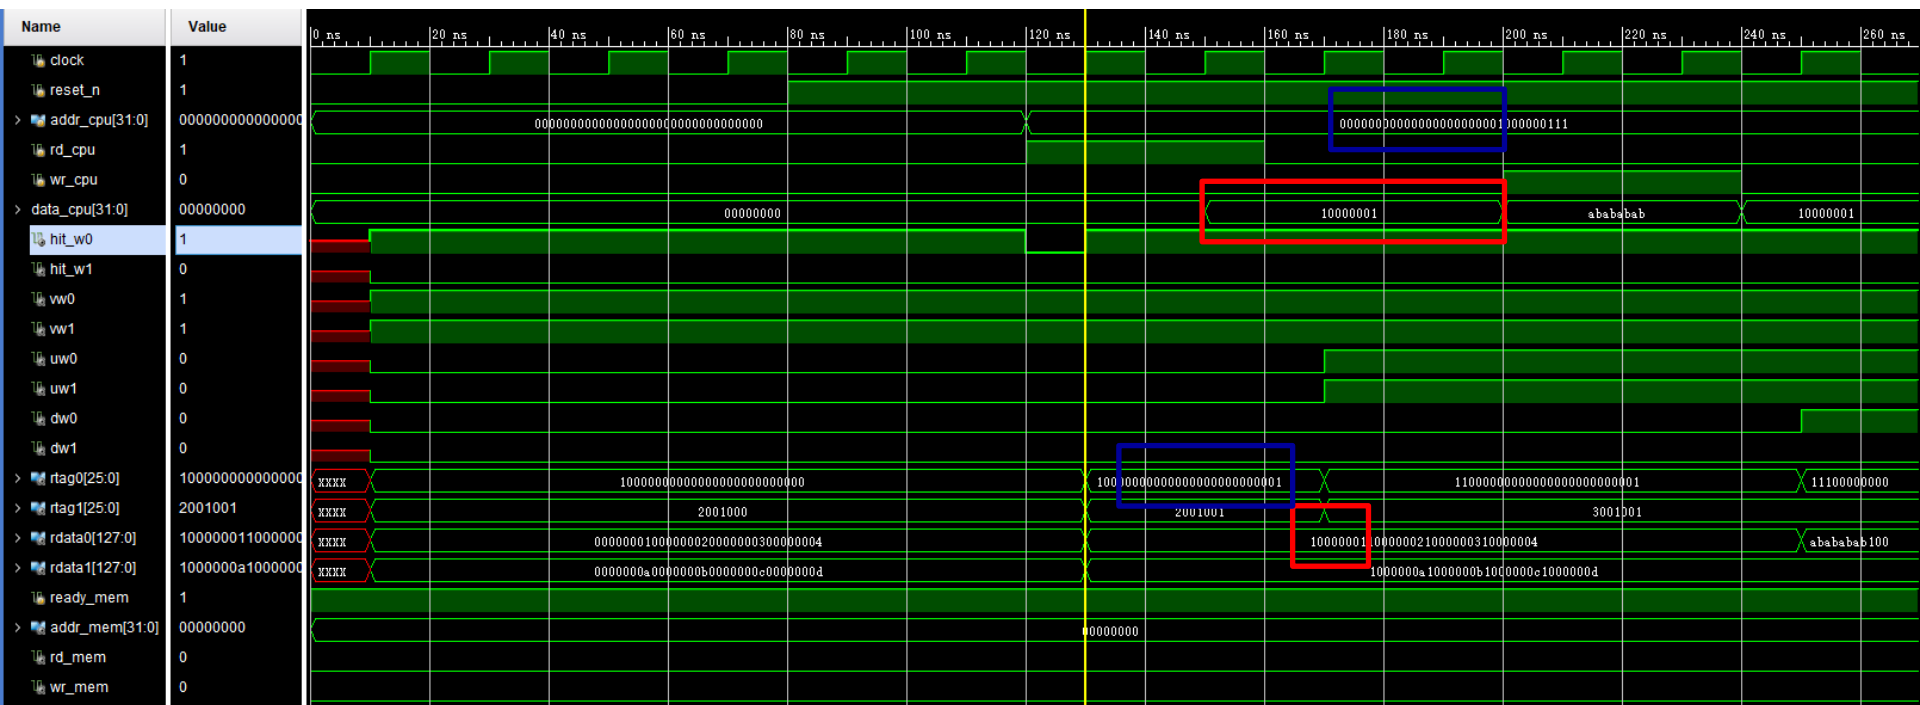 Name Value 0 ns 20 ns 40 ns 60 ns 80 ns 100 ns 120 ns 140 ns 160 ns 180 ns 200 ns 220 ns 240 ns 260 ns
clock 1
reset_n 1
> addr_cpu[31:0] 000000000000000 00000000000000000000000000000000
rd_cpu 1
wr_cpu 0
> data_cpu[31:0] 00000000 00000000 10000001 abababab 10000001
hit_w0 1
hit_w1 0
vw0 1
vw1 1
uw0 0
uw1 0
dw0 0
dw1 0
> rtag0[25:0] 100000000000000 XXXX 10000000000000000000000000 10000000000000000000000001 11000000000000000000000001 11100000000
> rtag1[25:0] 2001001 XXXX 2001000 2001001 3001001
> rdata0[127:0] 100000011000000 XXXX 00000001000000020000000300000004 10000001100000021000000310000004 abababab100
> rdata1[127:0] 1000000a1000000 XXXX 0000000a0000000b0000000c0000000d 1000000a1000000b1000000c1000000d
ready_mem 1
> addr_mem[31:0] 00000000 00000000
rd_mem 0
wr_mem 0